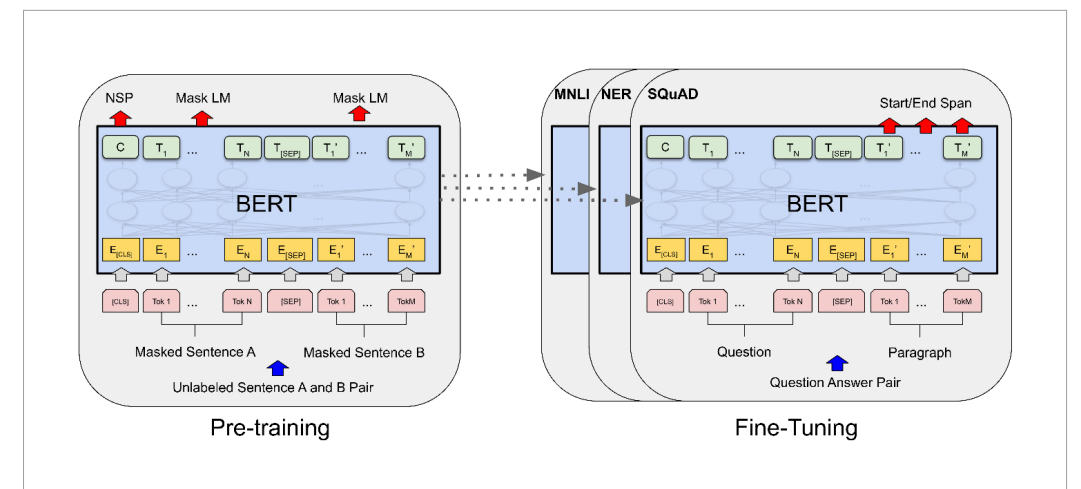 NSP Mask LM Mask LM
C T1 ... TN T[SEP] T1' ... TM'
...
BERT
...
E[CLS] E1 ... EN E[SEP] E1' ... EM'
[CLS] Tok 1 ... Tok N [SEP] Tok 1 ... TokM
Masked Sentence A Masked Sentence B
Unlabeled Sentence A and B Pair
Pre-training
MNLI NER SQuAD
Start/End Span
C T1 ... TN T[SEP] T1' ... TM'
...
BERT
...
E[CLS] E1 ... EN E[SEP] E1' ... EM'
[CLS] Tok 1 ... Tok N [SEP] Tok 1 ... TokM
Question Paragraph
Question Answer Pair
Fine-Tuning